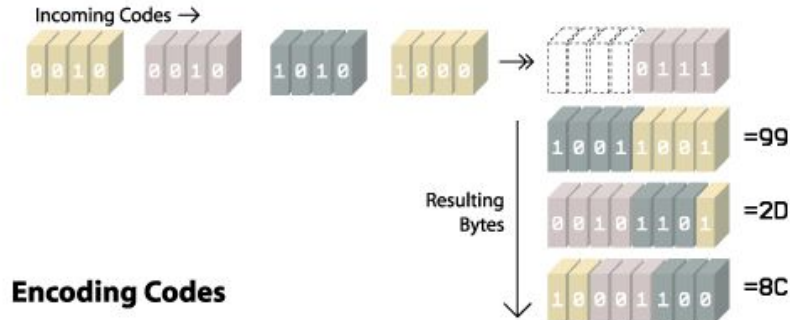 Incoming Codes →
0010 0010 1010 1000 0111
10011001 =99
Resulting Bytes
00101101 =2D
10001100 =8C
Encoding Codes